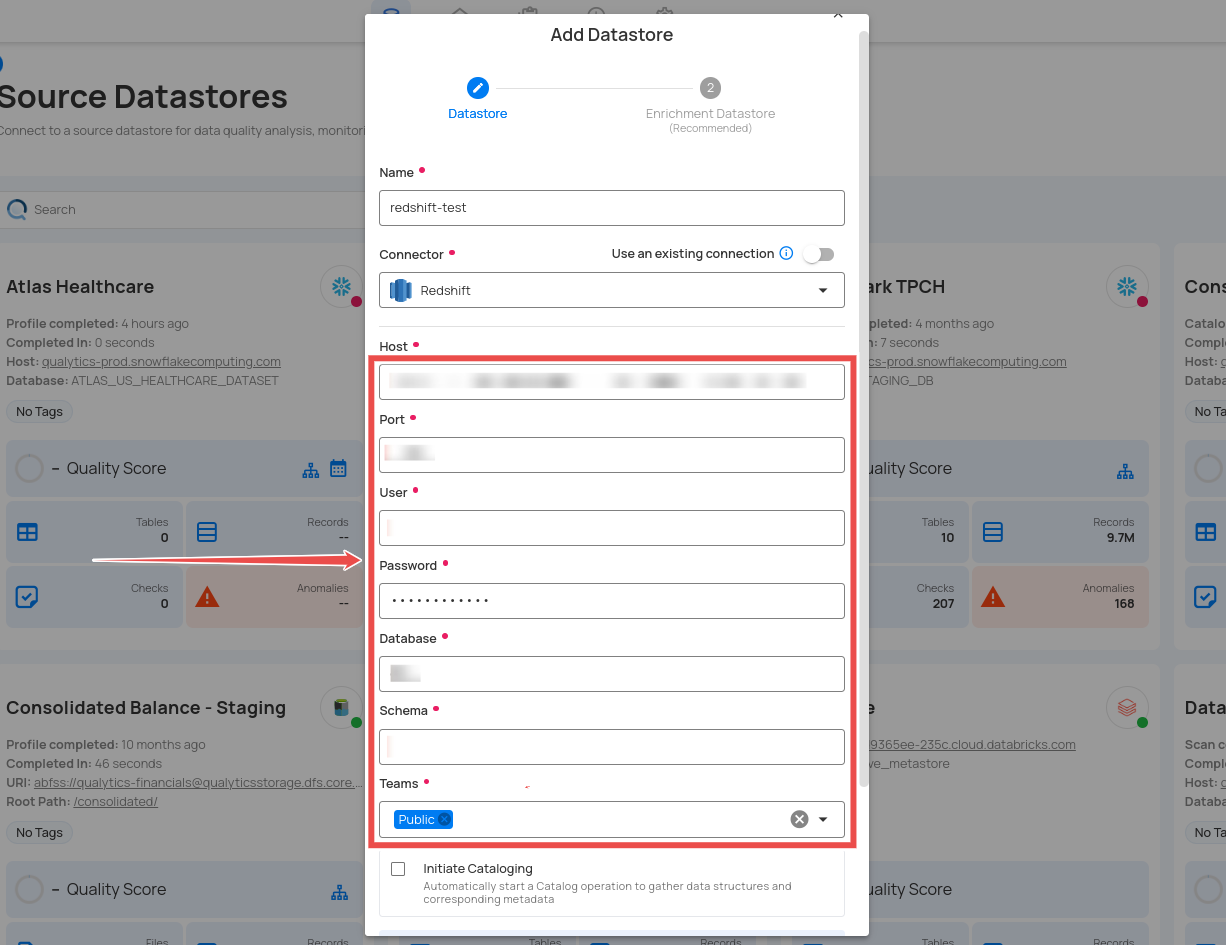 Add Datastore
2
Datastore
Enrichment Datastore
(Recommended)
Source Datastores
Connect to a source datastore for data quality analysis, monitori
Search
Name
redshift-test
Connector
Use an existing connection
Redshift
Host
Port
User
Password
••••••••••••
Database
Schema
Teams
Public
Initiate Cataloging
Automatically start a Catalog operation to gather data structures and
corresponding metadata
Atlas Healthcare
Profile completed: 4 hours ago
Completed In: 0 seconds
Host: qualytics-prod.snowflakecomputing.com
Database: ATLAS_US_HEALTHCARE_DATASET
No Tags
– Quality Score
Tables
0
Records
--
Checks
0
Anomalies
--
ark TPCH
pleted: 4 months ago
n: 7 seconds
cs-prod.snowflakecomputing.com
TAGING_DB
uality Score
Tables
10
Records
9.7M
Checks
207
Anomalies
168
Cons
Catalo
Compl
Host: q
Databa
No Ta
Consolidated Balance - Staging
Profile completed: 10 months ago
Completed In: 46 seconds
URI: abfss://qualytics-financials@qualyticsstorage.dfs.core....
Root Path: /consolidated/
No Tags
– Quality Score
Files
Records
Tables
Records
e
9365ee-235c.cloud.databricks.com
ve_metastore
uality Score
Tables
Records
Data
Scan c
Compl
Host: q
Databa
No Ta